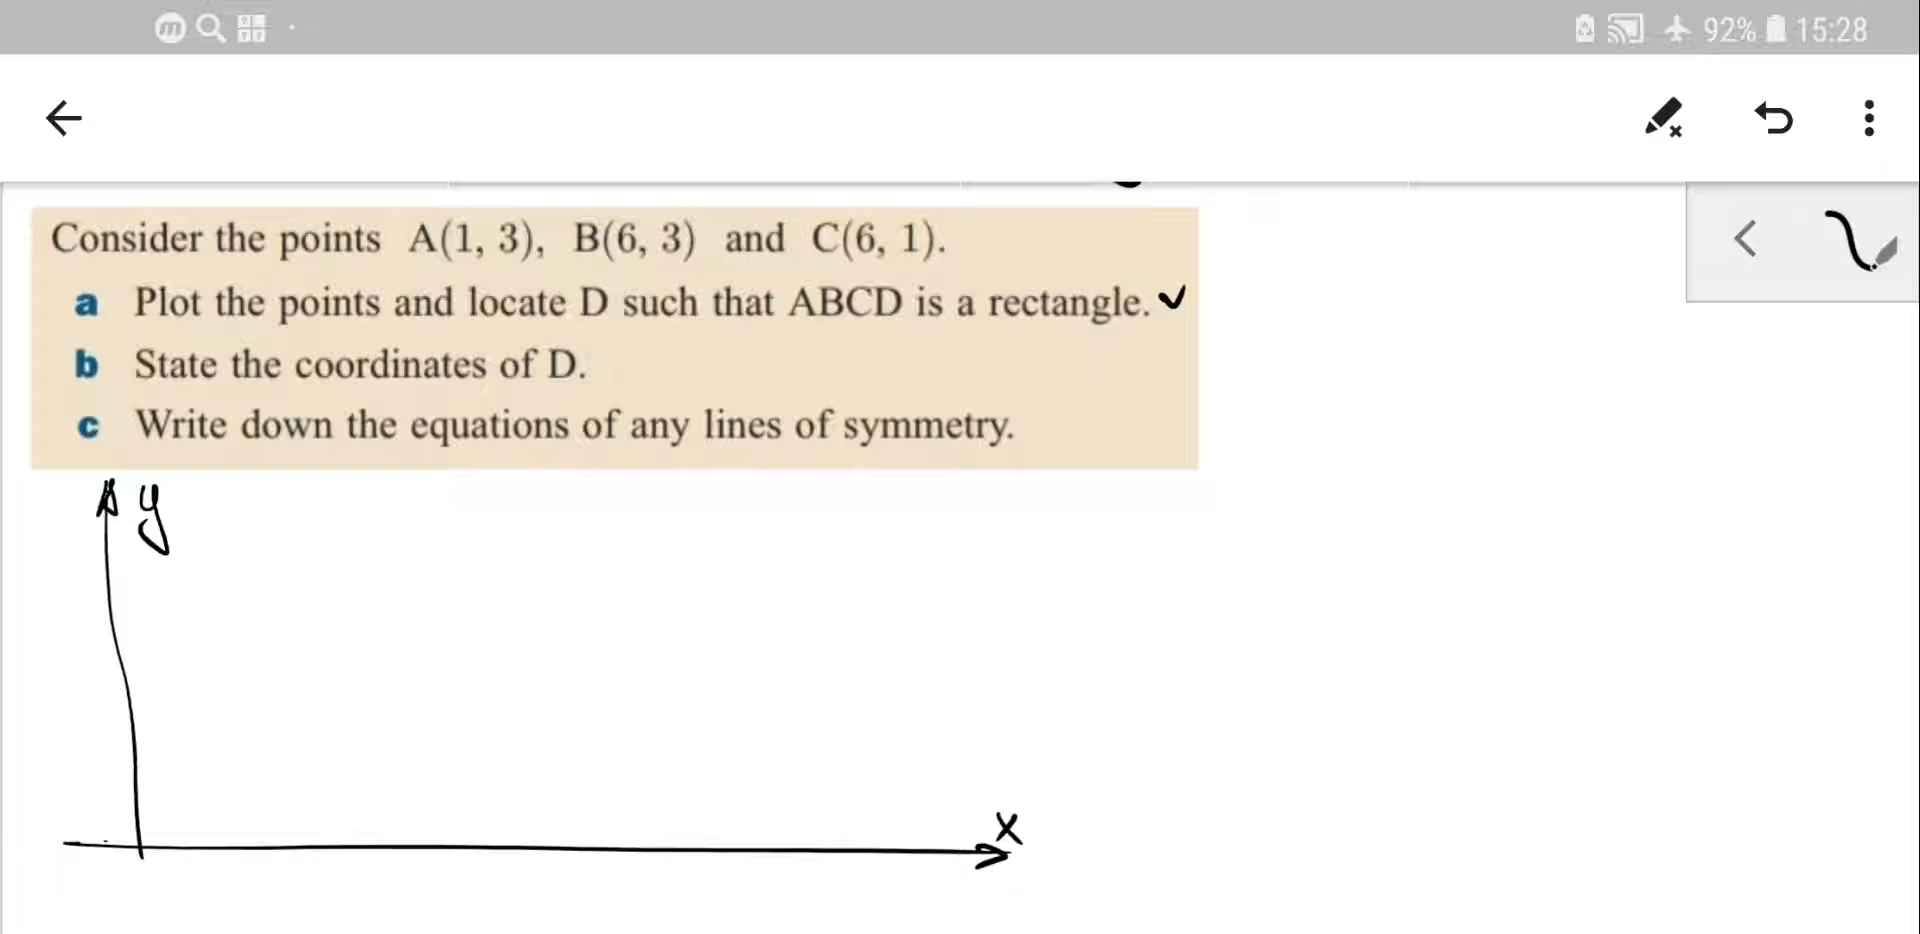 92% 15:28
Consider the points A(1, 3), B(6, 3) and C(6, 1).
a Plot the points and locate D such that ABCD is a rectangle.
b State the coordinates of D.
c Write down the equations of any lines of symmetry.
y
x